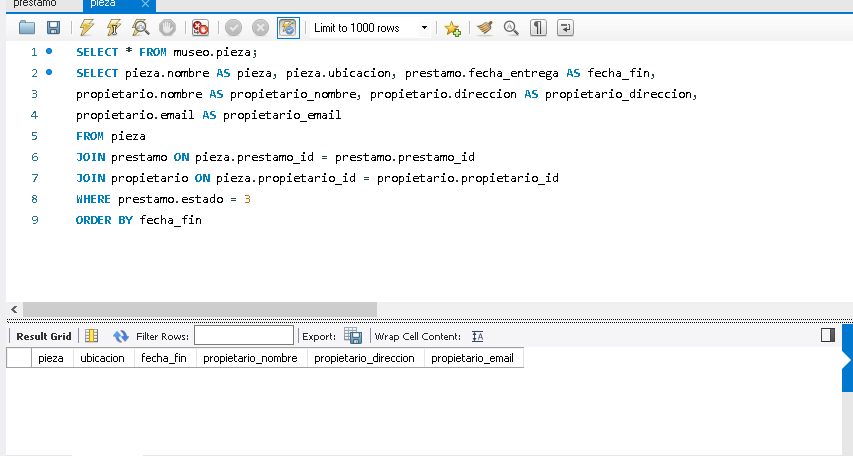 prestamo pieza
Limit to 1000 rows
1 SELECT * FROM museo.pieza;
2 SELECT pieza.nombre AS pieza, pieza.ubicacion, prestamo.fecha_entrega AS fecha_fin,
3 propietario.nombre AS propietario_nombre, propietario.direccion AS propietario_direccion,
4 propietario.email AS propietario_email
5 FROM pieza
6 JOIN prestamo ON pieza.prestamo_id = prestamo.prestamo_id
7 JOIN propietario ON pieza.propietario_id = propietario.propietario_id
8 WHERE prestamo.estado = 3
9 ORDER BY fecha_fin
Result Grid Filter Rows: Export: Wrap Cell Content:
pieza ubicacion fecha_fin propietario_nombre propietario_direccion propietario_email